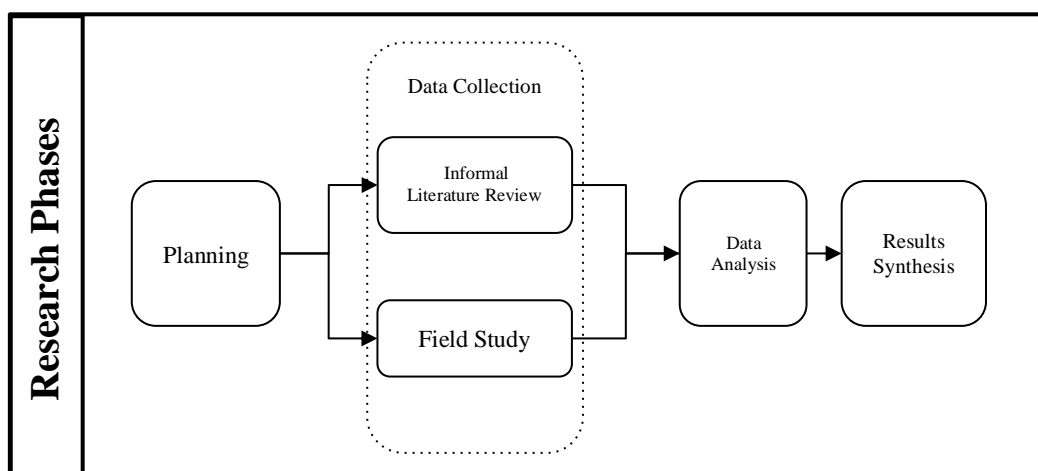 Research Phases
Planning
Data Collection
Informal
Literature Review
Field Study
Data
Analysis
Results
Synthesis